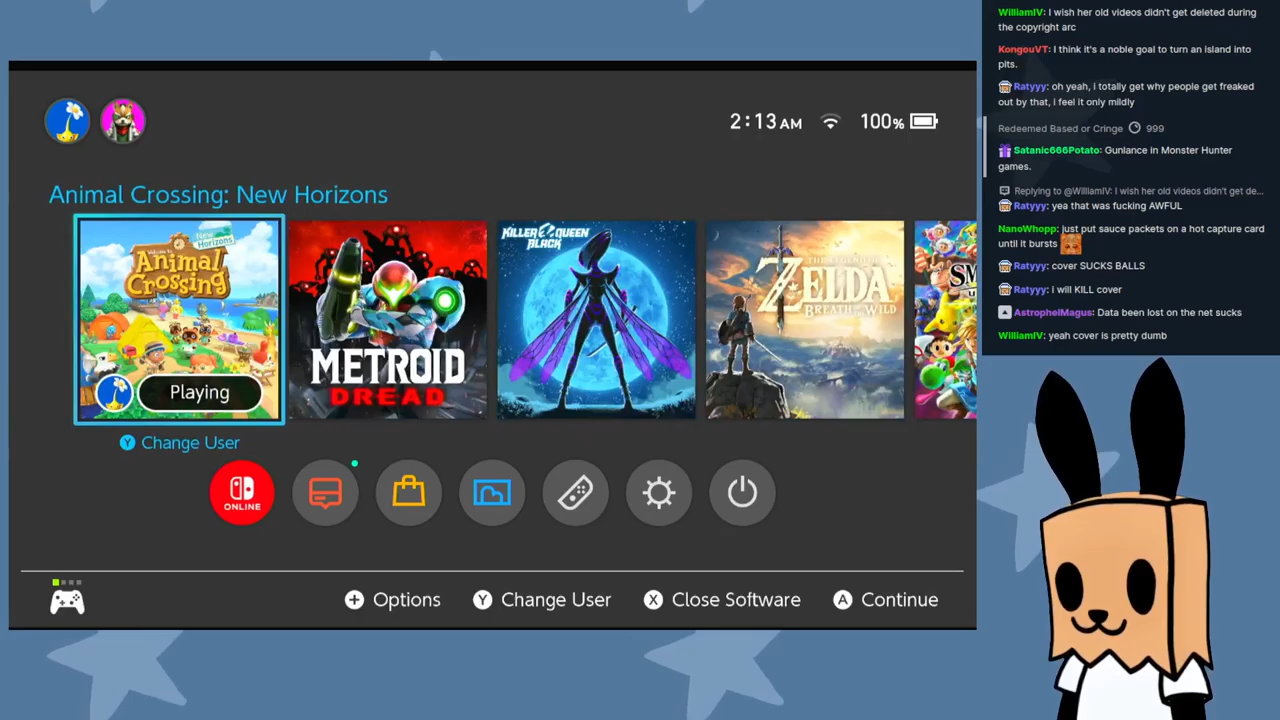 2:13 AM
100%
Animal Crossing: New Horizons
Welcome to
Animal
Crossing
New
Horizons
Playing
METROID
DREAD
KILLER QUEEN
BLACK
THE LEGEND OF
ZELDA
BREATH OF THE WILD
SM
Y Change User
ONLINE
+ Options
Y Change User
X Close Software
A Continue
WilliamIV: I wish her old videos didn't get deleted during
the copyright arc
KongouVT: I think it's a noble goal to turn an island into
pits.
Ratyyy: oh yeah, i totally get why people get freaked
out by that, i feel it only mildly
Redeemed Based or Cringe 999
Satanic666Potato: Gunlance in Monster Hunter
games.
Replying to @WilliamIV: I wish her old videos didn't get de...
Ratyyy: yea that was fucking AWFUL
NanoWhopp: just put sauce packets on a hot capture card
until it bursts
Ratyyy: cover SUCKS BALLS
Ratyyy: i will KILL cover
AstrophelMagus: Data been lost on the net sucks
WilliamIV: yeah cover is pretty dumb